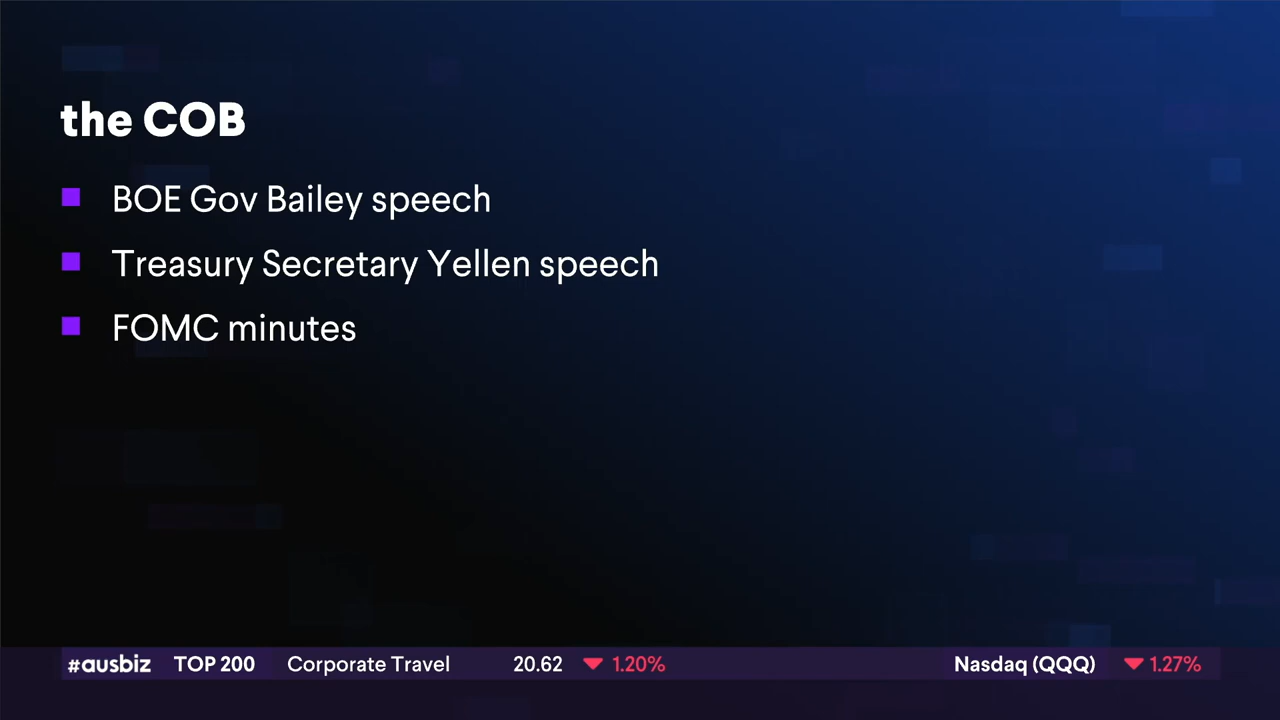 the COB
BOE Gov Bailey speech
Treasury Secretary Yellen speech
FOMC minutes
#ausbiz TOP 200 Corporate Travel 20.62 1.20% Nasdaq (QQQ) 1.27%